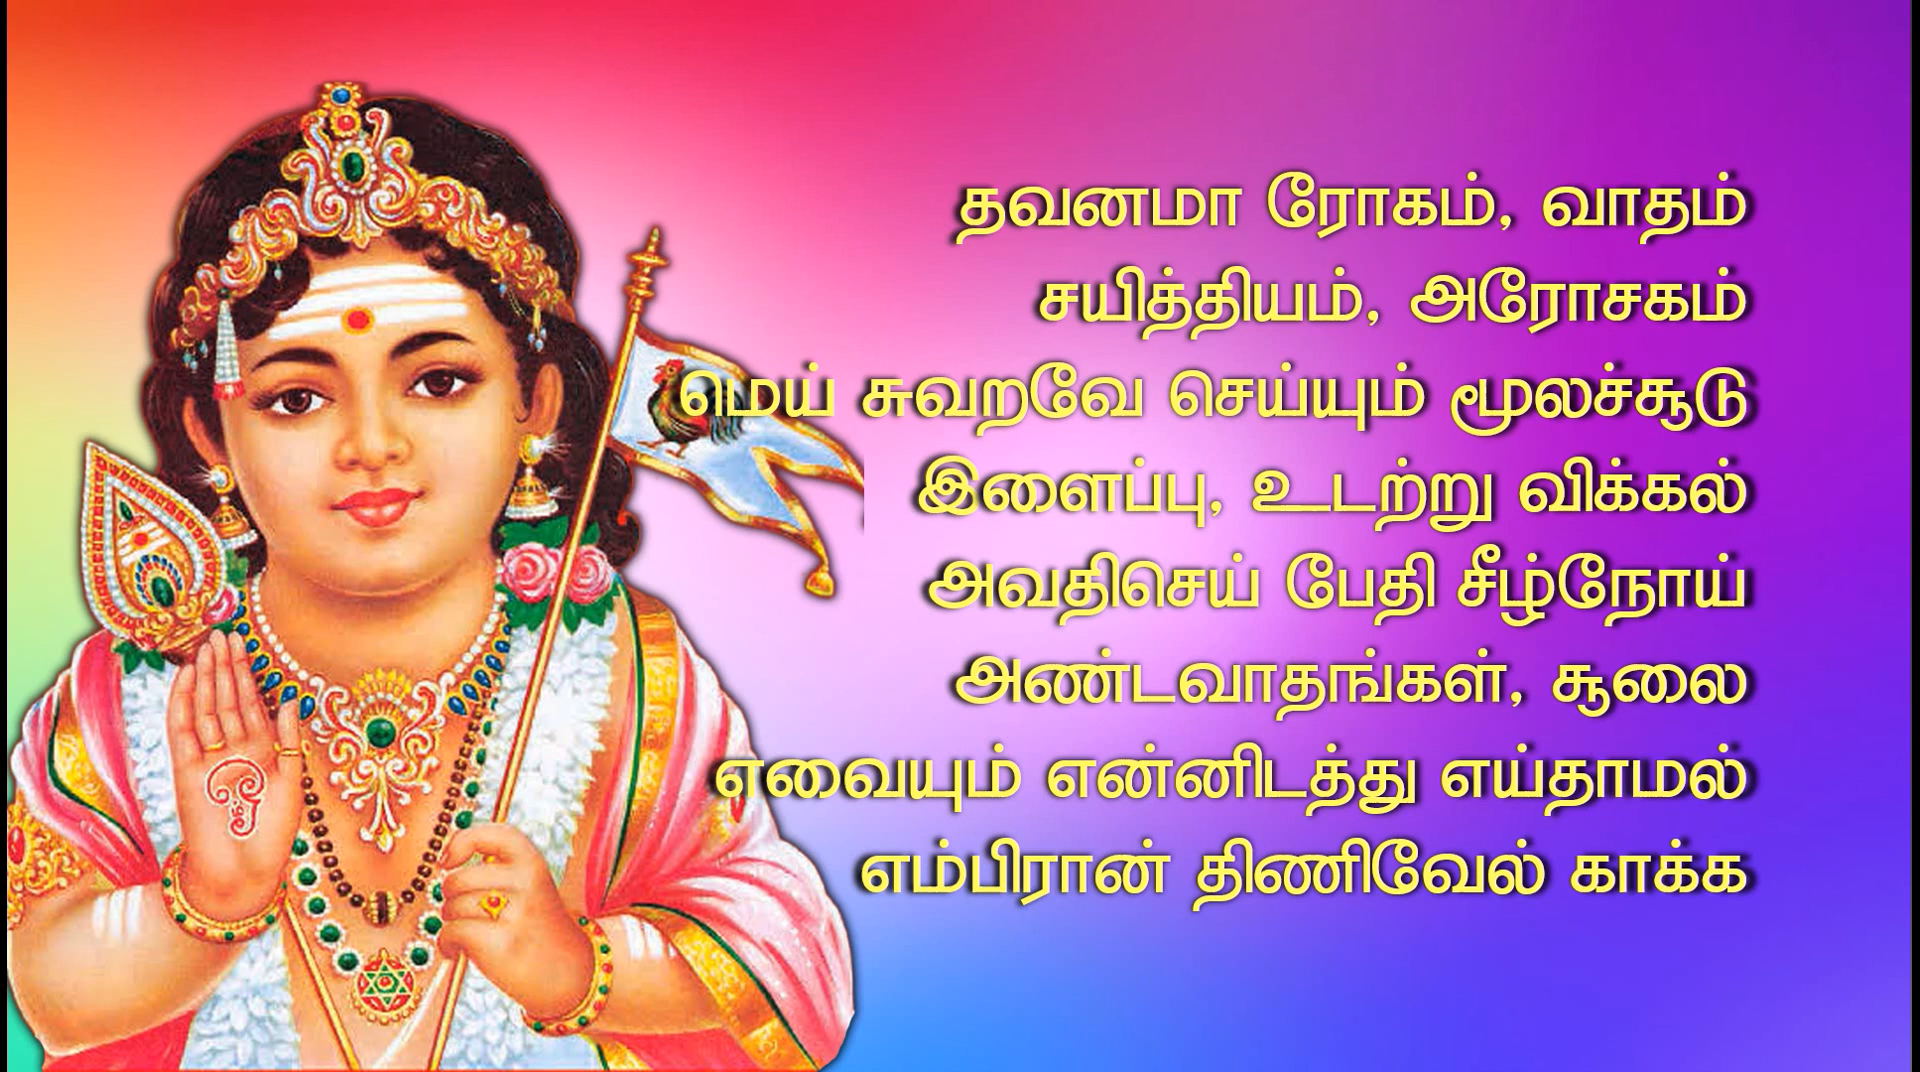 தவனமா ரோகம், வாதம்
சயித்தியம், அரோசகம்
மெய் சுவறவே செய்யும் மூலச்சூடு
இளைப்பு, உடற்று விக்கல்
அவதிசெய் பேதி சீழ்நோய்
அண்டவாதங்கள், சூலை
எவையும் என்னிடத்து எய்தாமல்
எம்பிரான் திணிவேல் காக்க